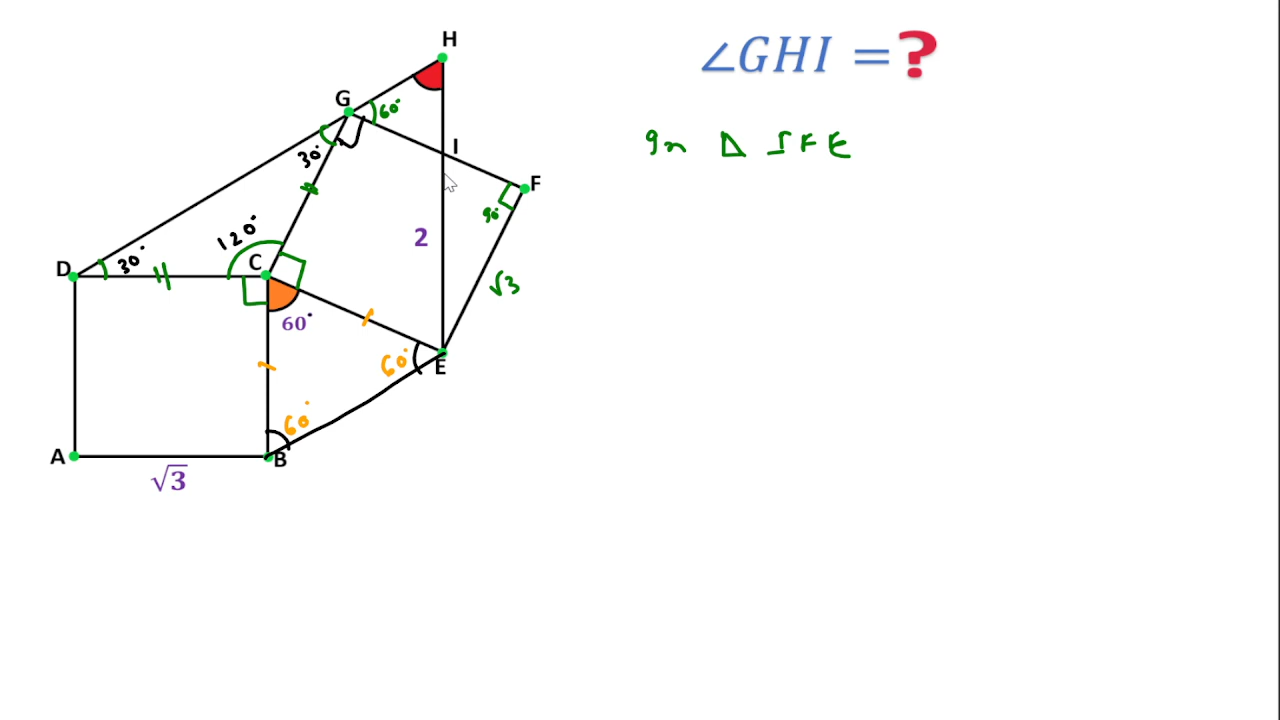 H
∠GHI = ?
G
60°
I
In Δ IFE
30°
F
90°
120°
2
C
D
30°
√3
60°
60°
E
60°
A
B
√3